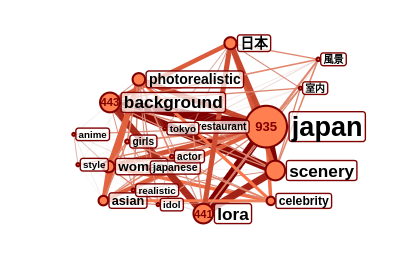 日本
風景
photorealistic
室内
443
background
935
japan
tokyo
restaurant
anime
girls
actor
style
wom
japanese
scenery
realistic
asian
idol
441
lora
celebrity